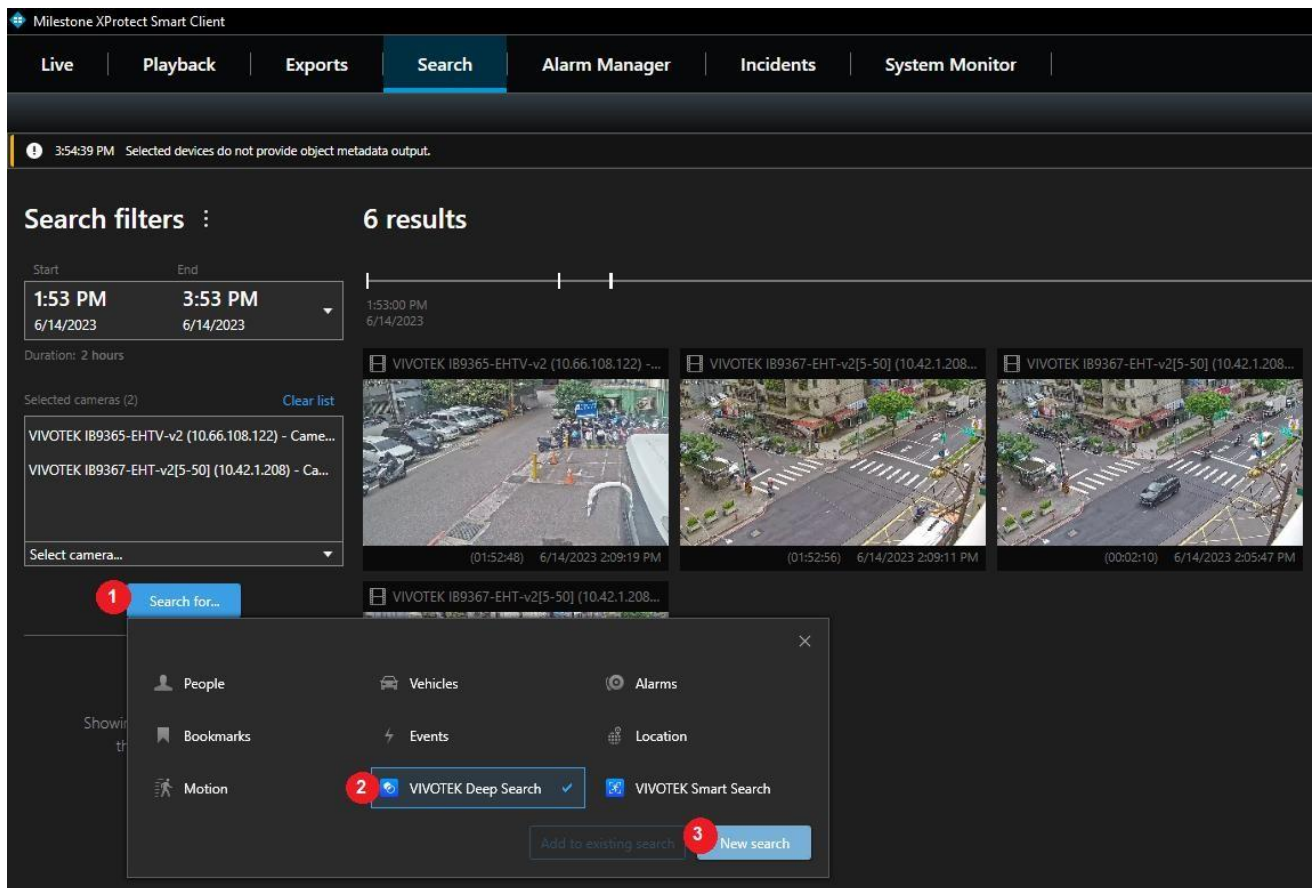 Milestone XProtect Smart Client
Live Playback Exports Search Alarm Manager Incidents System Monitor
3:54:39 PM Selected devices do not provide object metadata output.
Search filters
6 results
Start End
1:53 PM 3:53 PM
6/14/2023 6/14/2023
Duration: 2 hours
1:53:00 PM
6/14/2023
Selected cameras (2) Clear list
VIVOTEK IB9365-EHTV-v2 (10.66.108.122) - Came...
VIVOTEK IB9367-EHT-v2[5-50] (10.42.1.208) - Ca...
Select camera...
VIVOTEK IB9365-EHTV-v2 (10.66.108.122) -...
(01:52:48) 6/14/2023 2:09:19 PM
VIVOTEK IB9367-EHT-v2[5-50] (10.42.1.208...
(01:52:56) 6/14/2023 2:09:11 PM
VIVOTEK IB9367-EHT-v2[5-50] (10.42.1.208...
(00:02:10) 6/14/2023 2:05:47 PM
VIVOTEK IB9367-EHT-v2[5-50] (10.42.1.208...
1 Search for...
People Vehicles Alarms
Bookmarks Events Location
Motion 2 VIVOTEK Deep Search VIVOTEK Smart Search
Add to existing search 3 New search